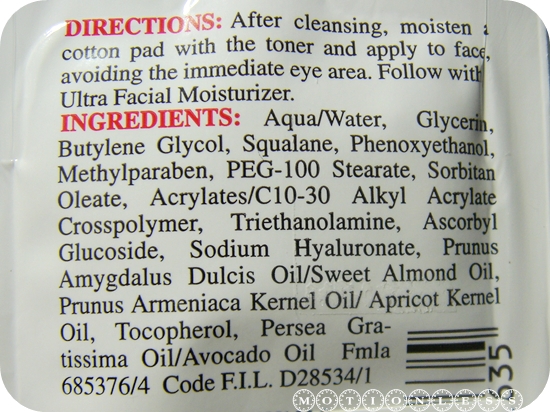 DIRECTIONS: After cleansing, moisten a
cotton pad with the toner and apply to face,
avoiding the immediate eye area. Follow with
Ultra Facial Moisturizer.
INGREDIENTS: Aqua/Water, Glycerin,
Butylene Glycol, Squalane, Phenoxyethanol,
Methylparaben, PEG-100 Stearate, Sorbitan
Oleate, Acrylates/C10-30 Alkyl Acrylate
Crosspolymer, Triethanolamine, Ascorbyl
Glucoside, Sodium Hyaluronate, Prunus
Amygdalus Dulcis Oil/Sweet Almond Oil,
Prunus Armeniaca Kernel Oil/ Apricot Kernel
Oil, Tocopherol, Persea Gra-
tissima Oil/Avocado Oil Fmla
685376/4 Code F.I.L. D28534/1
635
MOTIONLESS